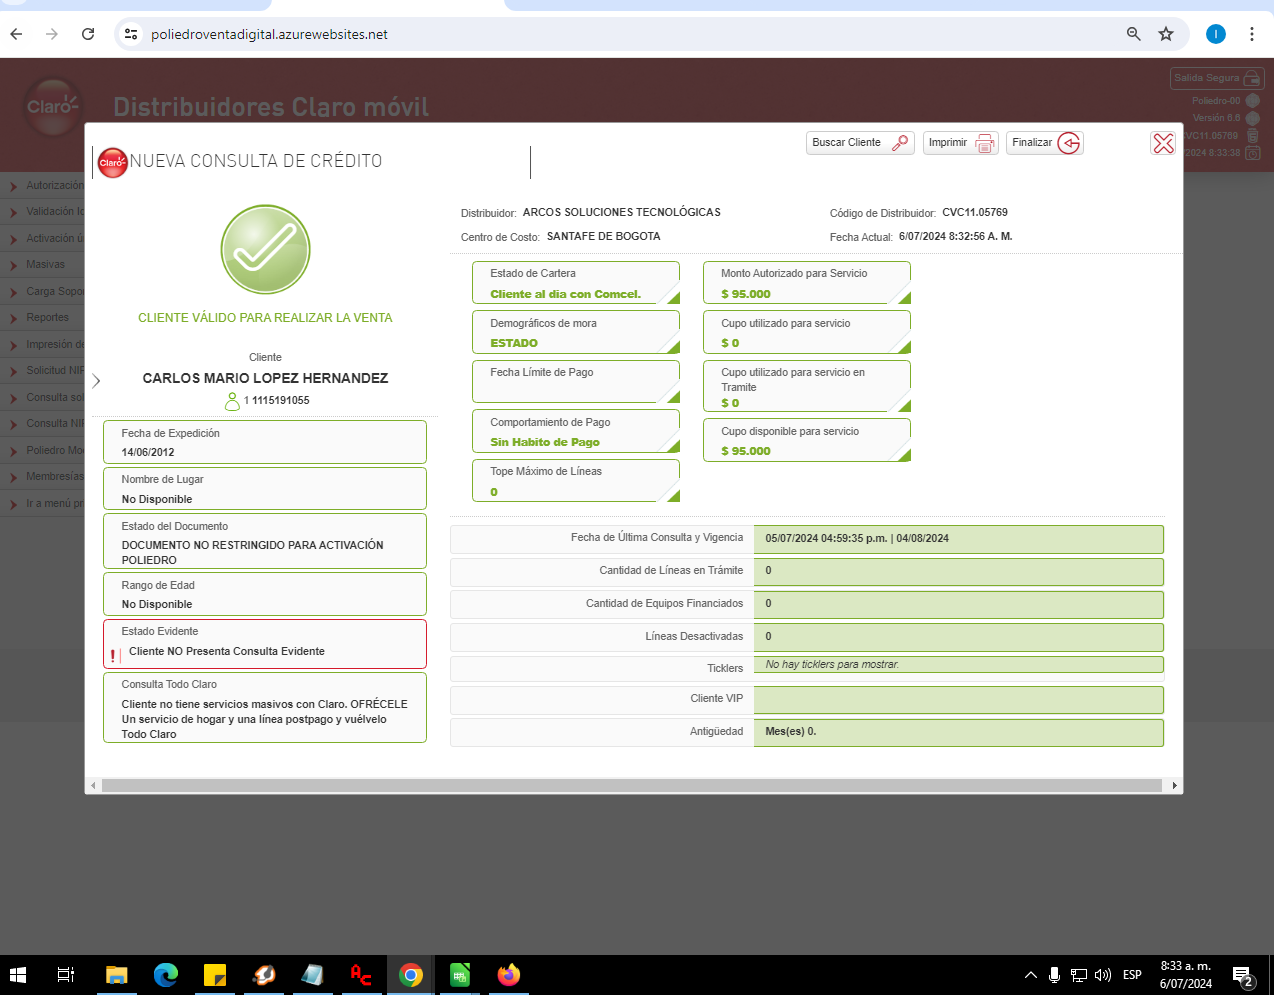 poliedroventadigital.azurewebsites.net
I
Claro
Distribuidores Claro móvil
Salida Segura
Poliedro-00
Versión 6.6
CVC11.05769
2024 8:33:38
Autorización
Validación
Activación
Masivas
Carga Sopor
Reportes
Impresión de
Solicitud NIP
Consulta sol
Consulta NIP
Poliedro Mo
Membresías
Ir a menú pr
Buscar Cliente
Imprimir
Finalizar
Claro
NUEVA CONSULTA DE CRÉDITO
Distribuidor: ARCOS SOLUCIONES TECNOLÓGICAS
Código de Distribuidor: CVC11.05769
Centro de Costo: SANTAFE DE BOGOTA
Fecha Actual: 6/07/2024 8:32:56 A. M.
CLIENTE VÁLIDO PARA REALIZAR LA VENTA
Cliente
CARLOS MARIO LOPEZ HERNANDEZ
1 1115191055
Fecha de Expedición
14/06/2012
Nombre de Lugar
No Disponible
Estado del Documento
DOCUMENTO NO RESTRINGIDO PARA ACTIVACIÓN
POLIEDRO
Rango de Edad
No Disponible
Estado Evidente
! Cliente NO Presenta Consulta Evidente
Consulta Todo Claro
Cliente no tiene servicios masivos con Claro. OFRÉCELE
Un servicio de hogar y una línea postpago y vuélvelo
Todo Claro
Estado de Cartera
Cliente al dia con Comcel.
Demográficos de mora
ESTADO
Fecha Límite de Pago
Comportamiento de Pago
Sin Habito de Pago
Tope Máximo de Líneas
0
Monto Autorizado para Servicio
$ 95.000
Cupo utilizado para servicio
$ 0
Cupo utilizado para servicio en
Tramite
$ 0
Cupo disponible para servicio
$ 95.000
Fecha de Última Consulta y Vigencia 05/07/2024 04:59:35 p.m. | 04/08/2024
Cantidad de Líneas en Trámite 0
Cantidad de Equipos Financiados 0
Líneas Desactivadas 0
Ticklers No hay ticklers para mostrar.
Cliente VIP
Antigüedad Mes(es) 0.
AC
ESP
8:33 a. m.
6/07/2024
2